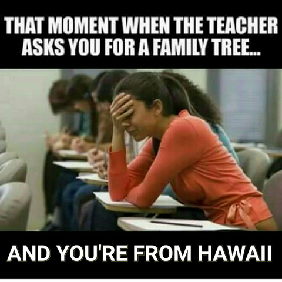 THAT MOMENT WHEN THE TEACHER
ASKS YOU FOR A FAMILY TREE...
AND YOU'RE FROM HAWAII